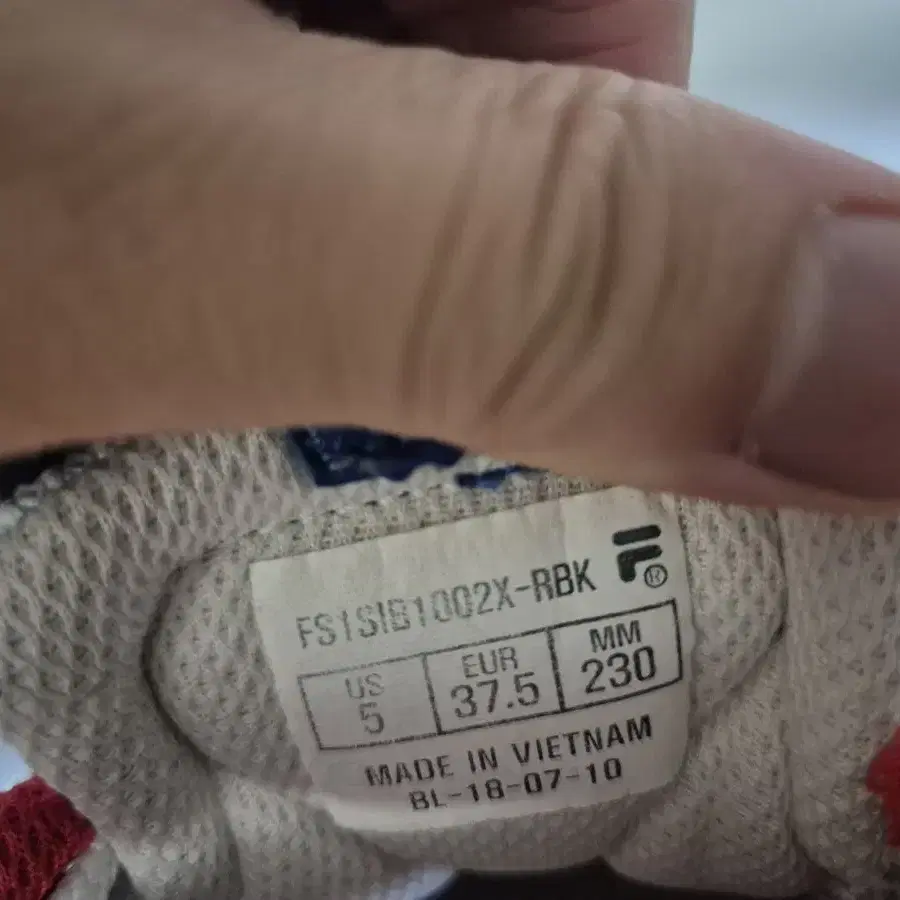 FS1SIB1002X-RBK
US EUR MM
5 37.5 230
MADE IN VIETNAM
BL-18-07-10